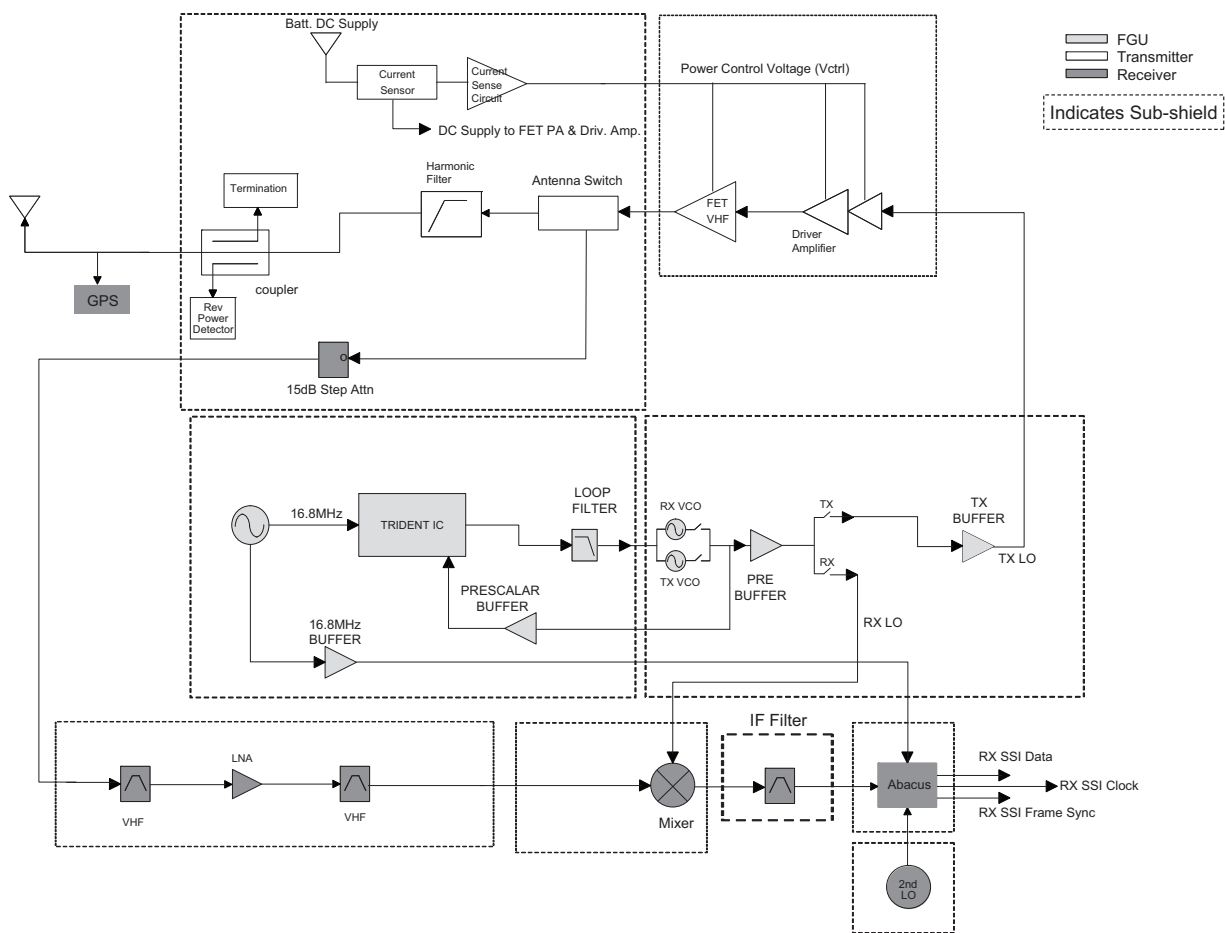 Batt. DC Supply
Current
Sensor
Current
Sense
Circuit
DC Supply to FET PA & Driv. Amp.
Power Control Voltage (Vctrl)
FGU
Transmitter
Receiver
Indicates Sub-shield
Termination
Harmonic
Filter
Antenna Switch
FET
VHF
Driver
Amplifier
GPS
coupler
Rev
Power
Detector
15dB Step Attn
16.8MHz
TRIDENT IC
LOOP
FILTER
RX VCO
TX VCO
PRE
BUFFER
TX
RX
TX
BUFFER
TX LO
PRESCALAR
BUFFER
16.8MHz
BUFFER
RX LO
VHF
LNA
VHF
Mixer
IF Filter
Abacus
RX SSI Data
RX SSI Clock
RX SSI Frame Sync
2nd
LO